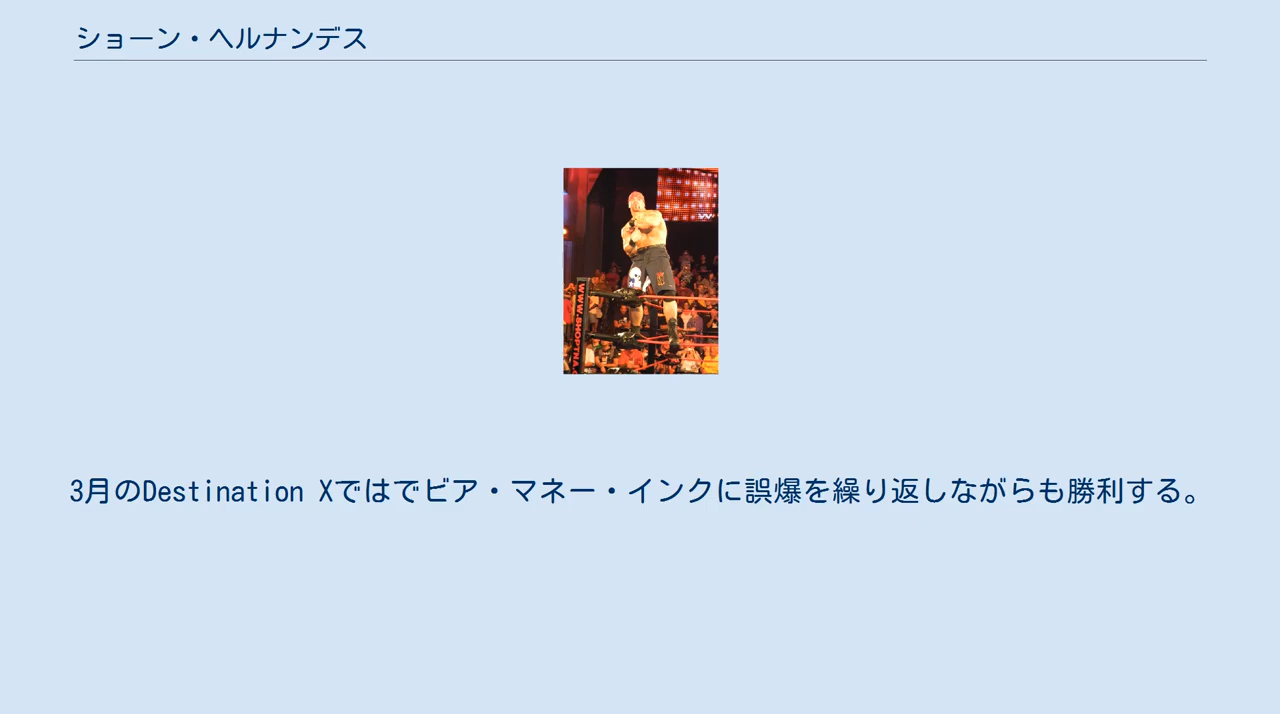 ショーン・ヘルナンデス
WWW.SHOPTNA
3月のDestination Xではでビア・マネー・インクに誤爆を繰り返しながらも勝利する。